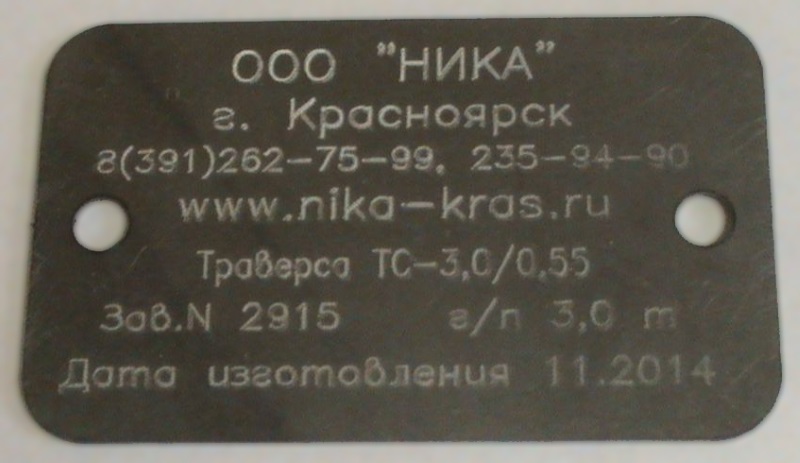 ООО "НИКА"
г. Красноярск
8(391)262-75-99, 235-94-90
www.nika-kras.ru
Траверса ТС-3,0/0,55
Зав.N 2915 г/п 3,0 т
Дата изготовления 11.2014